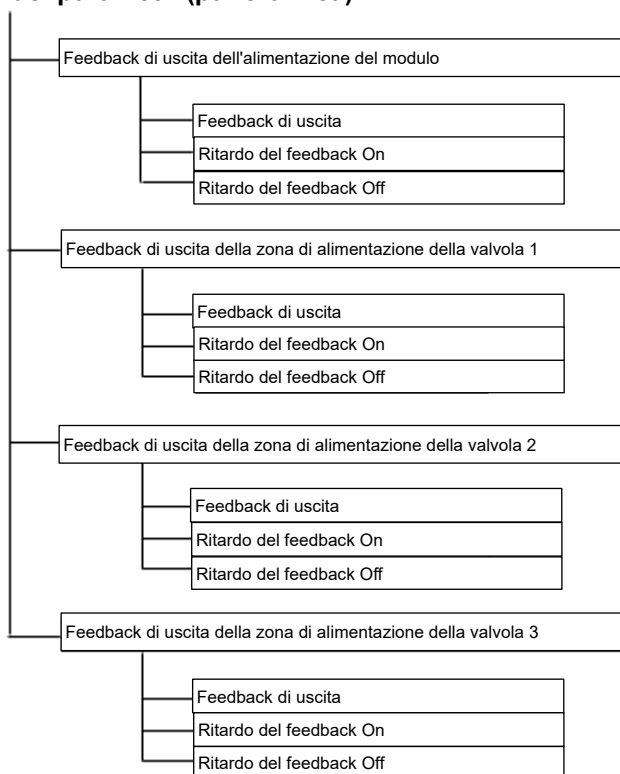 Feedback di uscita dell'alimentazione del modulo
Feedback di uscita
Ritardo del feedback On
Ritardo del feedback Off
Feedback di uscita della zona di alimentazione della valvola 1
Feedback di uscita
Ritardo del feedback On
Ritardo del feedback Off
Feedback di uscita della zona di alimentazione della valvola 2
Feedback di uscita
Ritardo del feedback On
Ritardo del feedback Off
Feedback di uscita della zona di alimentazione della valvola 3
Feedback di uscita
Ritardo del feedback On
Ritardo del feedback Off